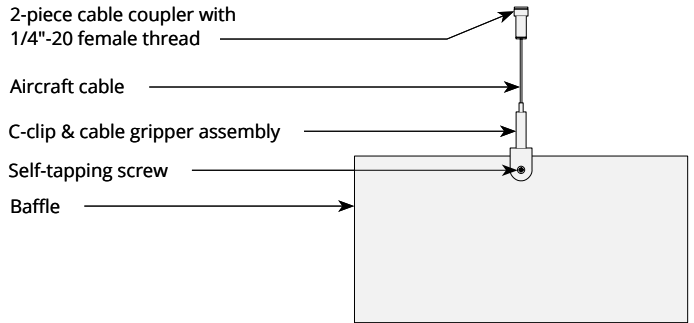 2-piece cable coupler with
1/4"-20 female thread
Aircraft cable
C-clip & cable gripper assembly
Self-tapping screw
Baffle